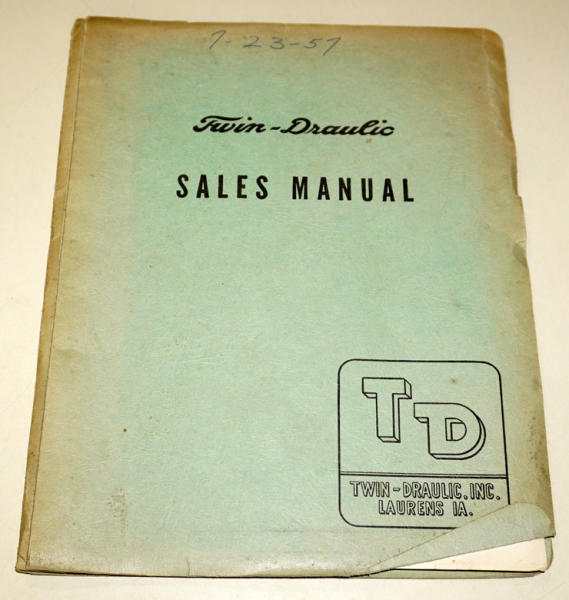 7-23-57
Twin-Draulic
SALES MANUAL
TD
TWIN-DRAULIC, INC.
LAURENS IA.